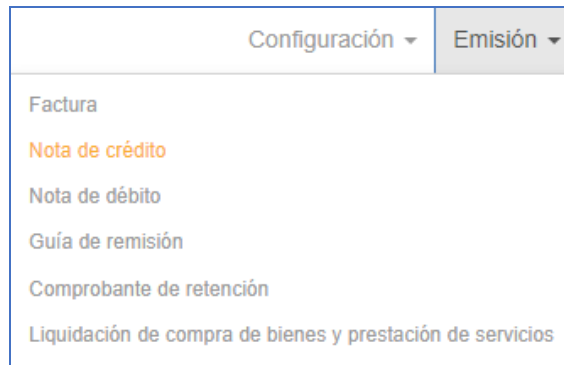 Configuración Emisión
Factura
Nota de crédito
Nota de débito
Guía de remisión
Comprobante de retención
Liquidación de compra de bienes y prestación de servicios